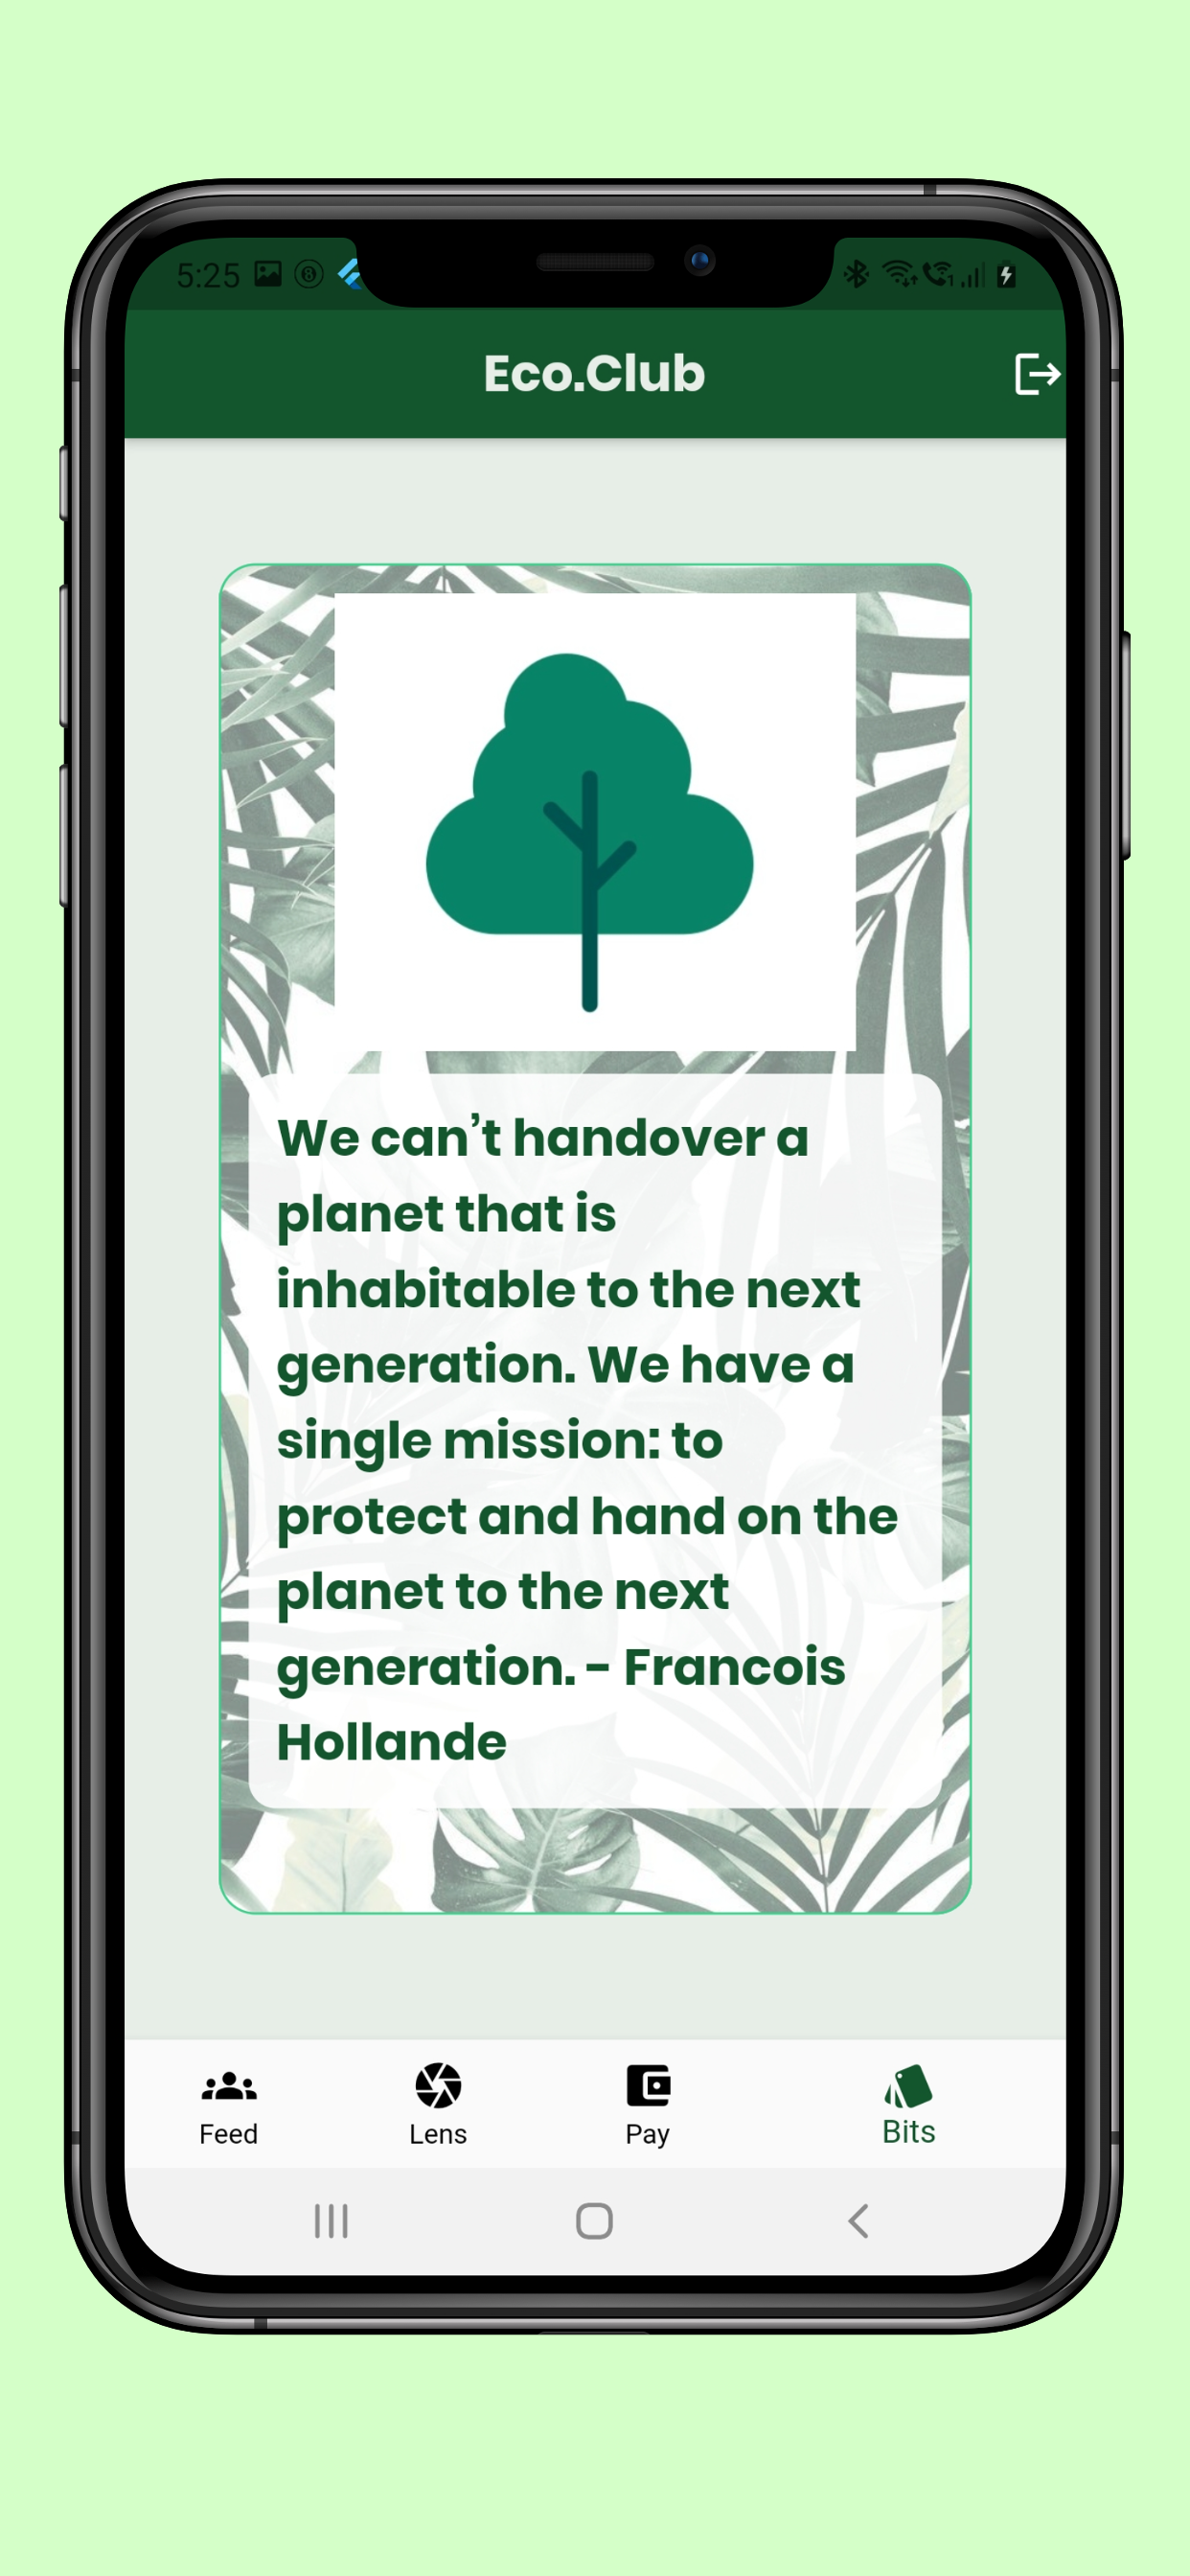 5:25
Eco.Club
We can’t handover a
planet that is
inhabitable to the next
generation. We have a
single mission: to
protect and hand on the
planet to the next
generation. - Francois
Hollande
Feed
Lens
Pay
Bits